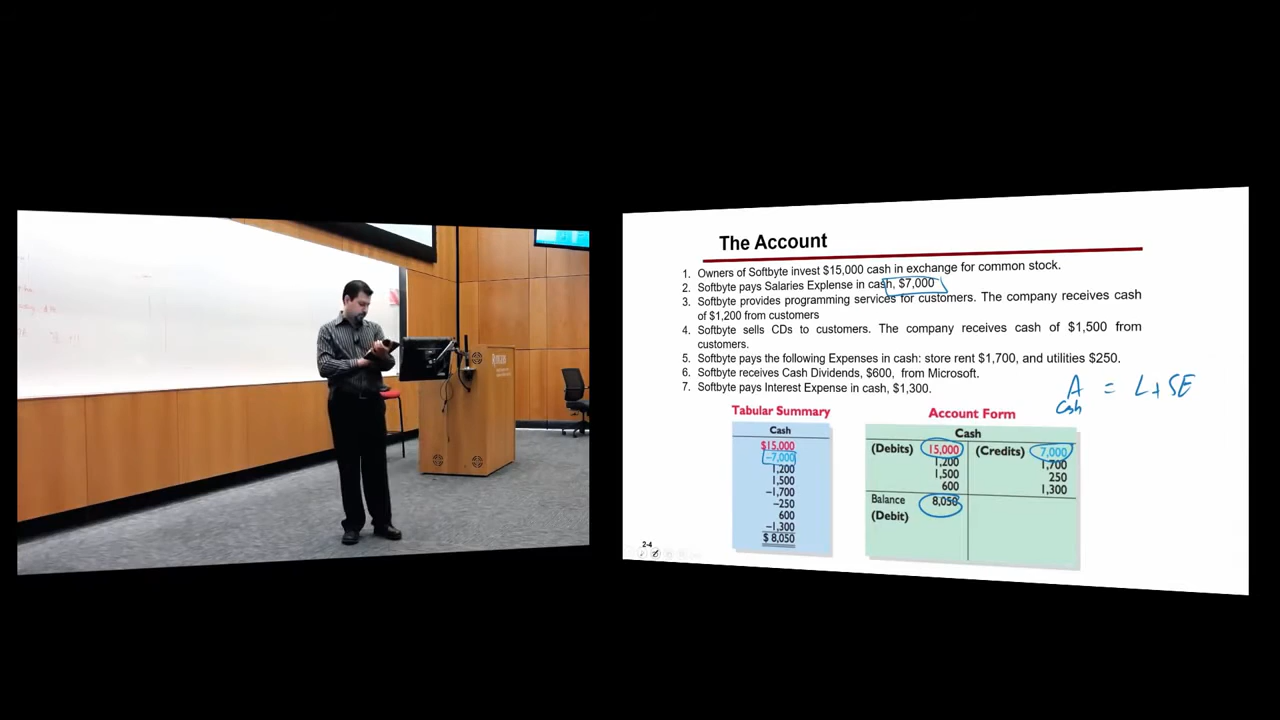 The Account
1. Owners of Softbyte invest $15,000 cash in exchange for common stock.
2. Softbyte pays Salaries Explense in cash, $7,000
3. Softbyte provides programming services for customers. The company receives cash
of $1,200 from customers
4. Softbyte sells CDs to customers. The company receives cash of $1,500 from
customers.
5. Softbyte pays the following Expenses in cash: store rent $1,700, and utilities $250.
6. Softbyte receives Cash Dividends, $600, from Microsoft.
7. Softbyte pays Interest Expense in cash, $1,300.
A = L+SE
Cash
Tabular Summary
Cash
$15,000
-7,000
1,200
1,500
-1,700
-250
600
-1,300
$ 8,050
Account Form
Cash
(Debits) 15,000 (Credits) 7,000
1,200 1,700
1,500 250
600 1,300
Balance 8,050
(Debit)
2-4